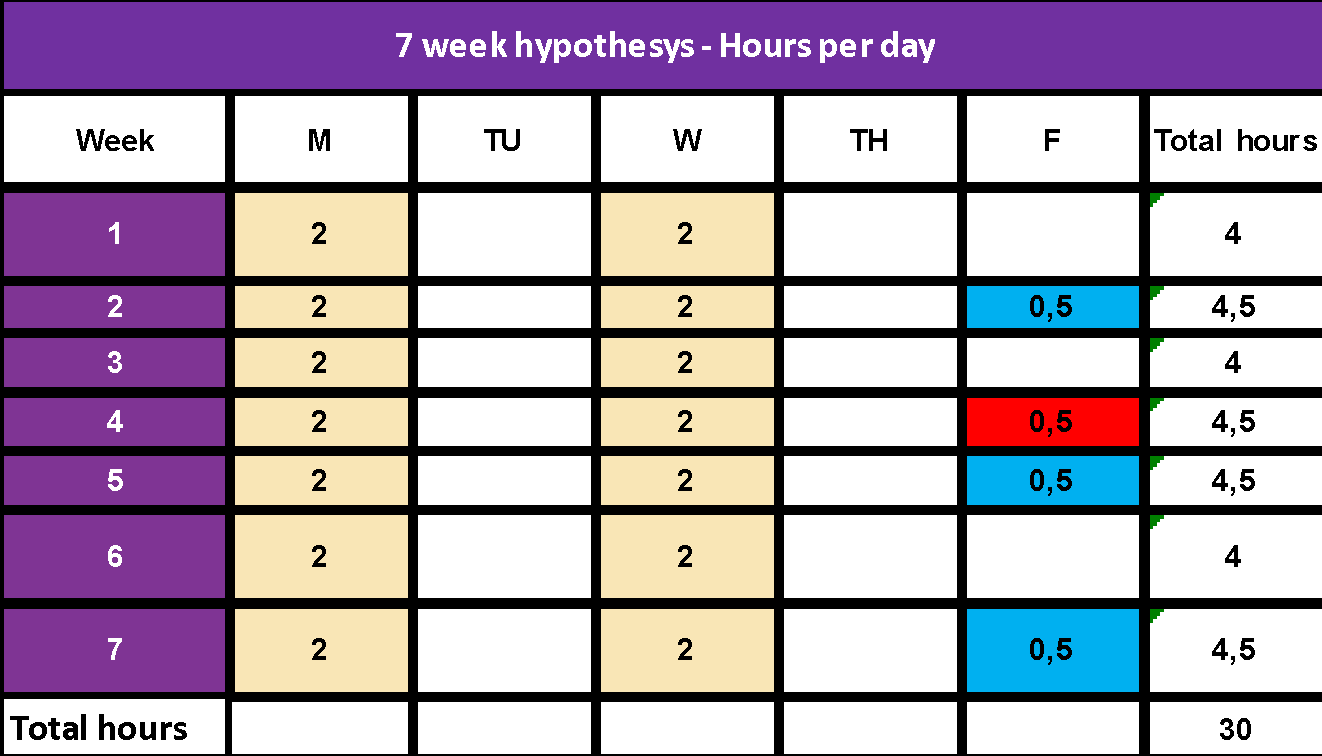 7 week hypothesys - Hours per day
Week M TU W TH F Total hours
1 2 2 4
2 2 2 0,5 4,5
3 2 2 4
4 2 2 0,5 4,5
5 2 2 0,5 4,5
6 2 2 4
7 2 2 0,5 4,5
Total hours 30